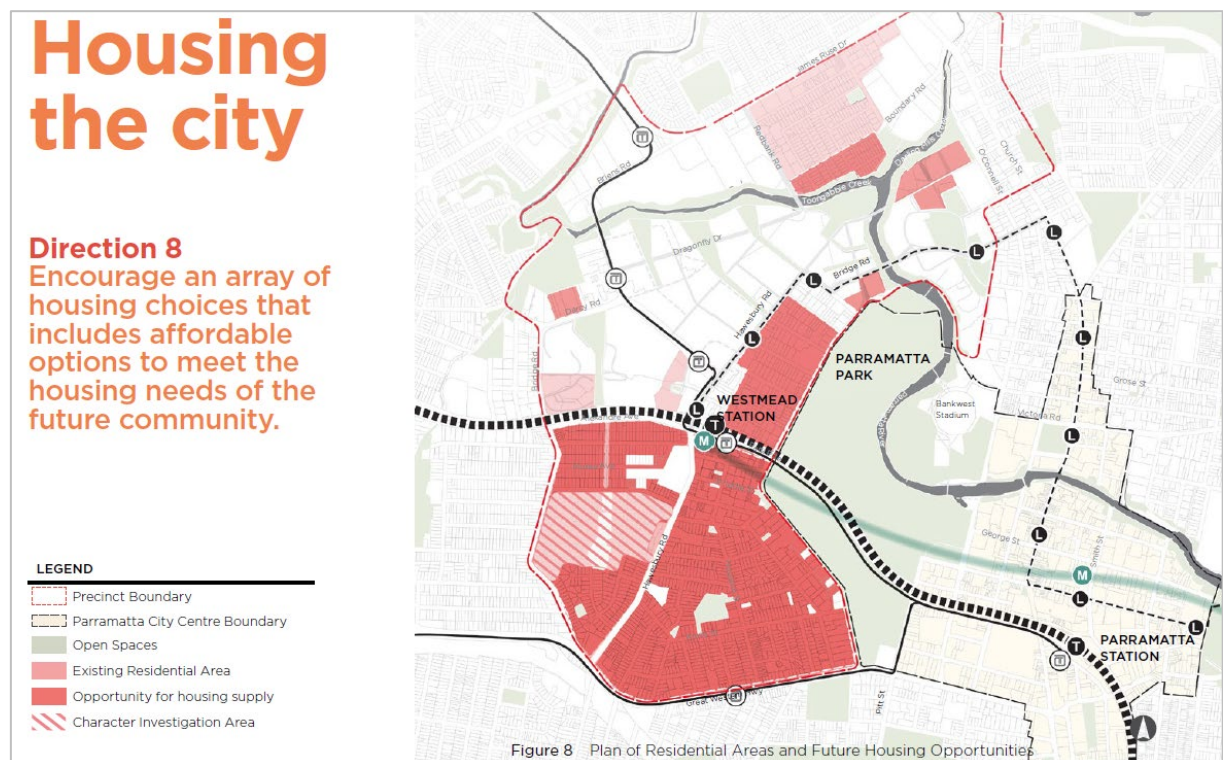 Housing
the city
Direction 8
Encourage an array of
housing choices that
includes affordable
options to meet the
housing needs of the
future community.
LEGEND
Precinct Boundary
Parramatta City Centre Boundary
Open Spaces
Existing Residential Area
Opportunity for housing supply
Character Investigation Area
James Ruse Dr
Redbank Rd
Boundary Rd
Church St
O'Connell St
Briens Rd
Toongabbie Creek
Dragonfly Dr
Bridge Rd
L
L
L
Darcy Rd
Hawkesbury Rd
L
L
Bridge Rd
PARRAMATTA
PARK
Grose St
WESTMEAD
STATION
L
T
M
Bankwest
Stadium
Victoria Rd
L
Hawkesbury Rd
George St
Smith St
L
M
L
L
PARRAMATTA
STATION
T
Great Western Way
Pitt St
Figure 8 Plan of Residential Areas and Future Housing Opportunities